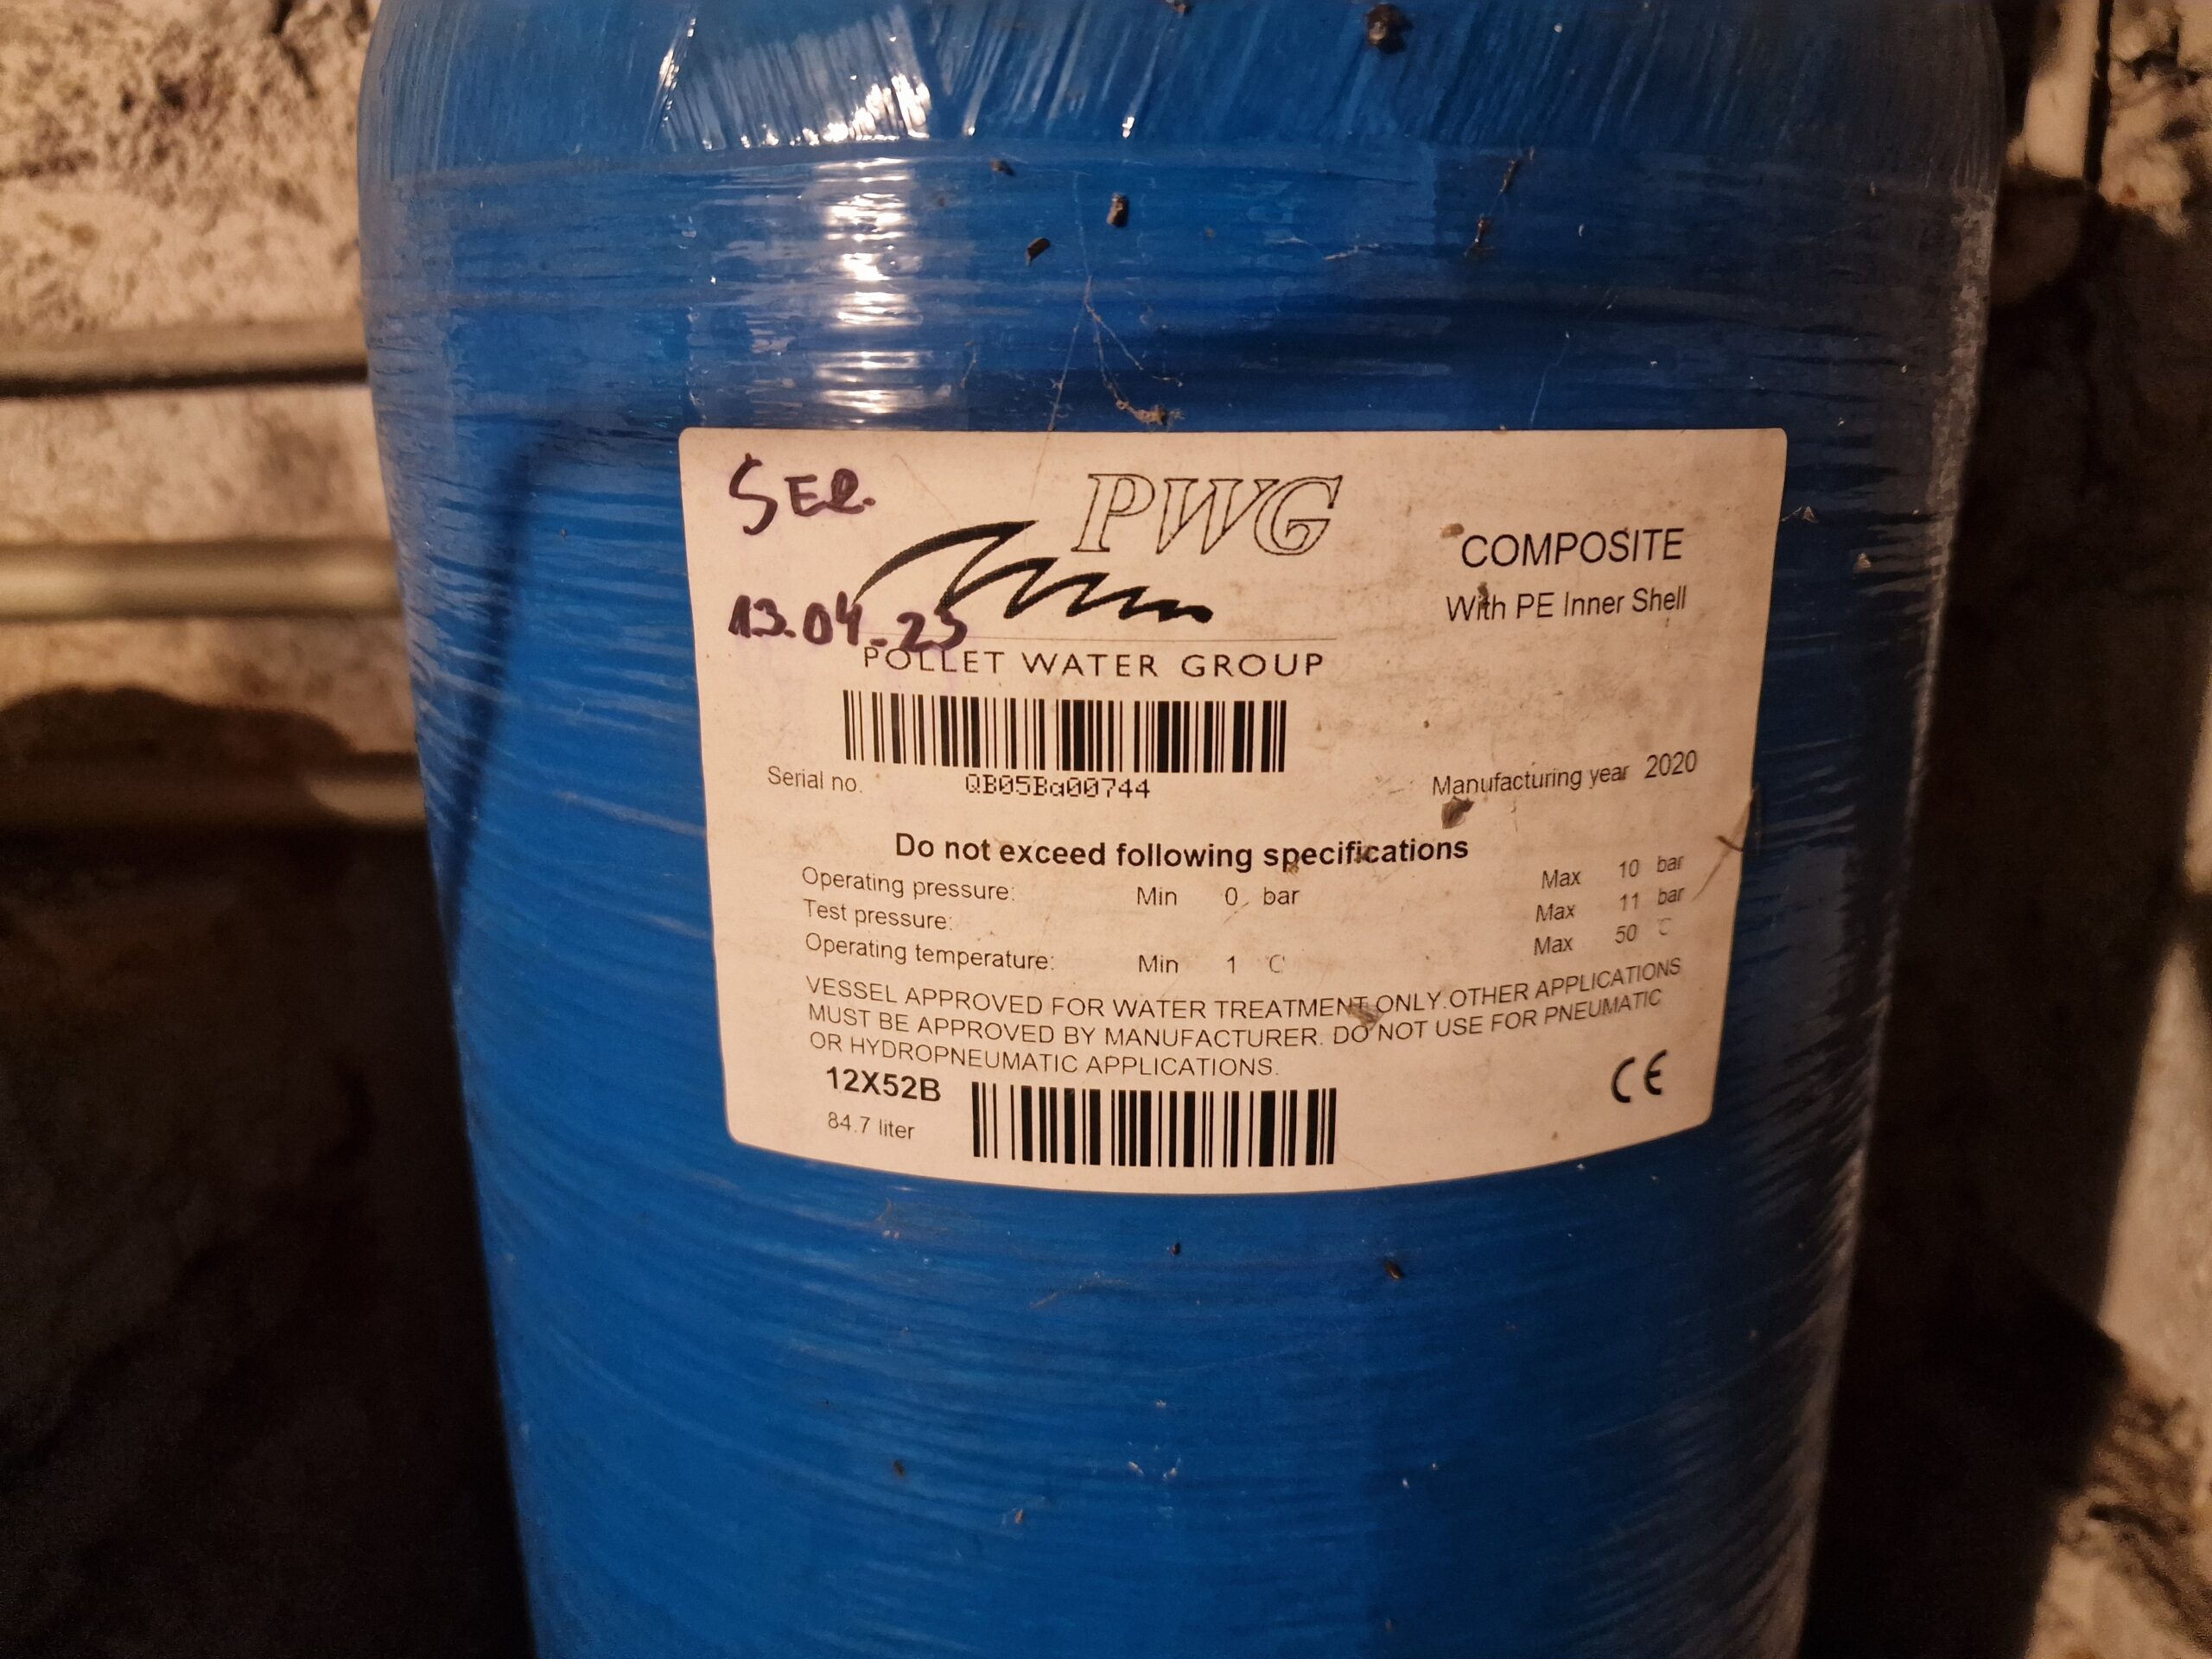 SER.
PWG
COMPOSITE
With PE Inner Shell
13.04.23
POLLET WATER GROUP
Serial no. QB05Ba00744
Manufacturing year 2020
Do not exceed following specifications
Operating pressure: Min 0 bar Max 10 bar
Test pressure: Max 11 bar
Operating temperature: Min 1 C Max 50 C
VESSEL APPROVED FOR WATER TREATMENT ONLY.OTHER APPLICATIONS
MUST BE APPROVED BY MANUFACTURER. DO NOT USE FOR PNEUMATIC
OR HYDROPNEUMATIC APPLICATIONS.
12X52B
84.7 liter
CE